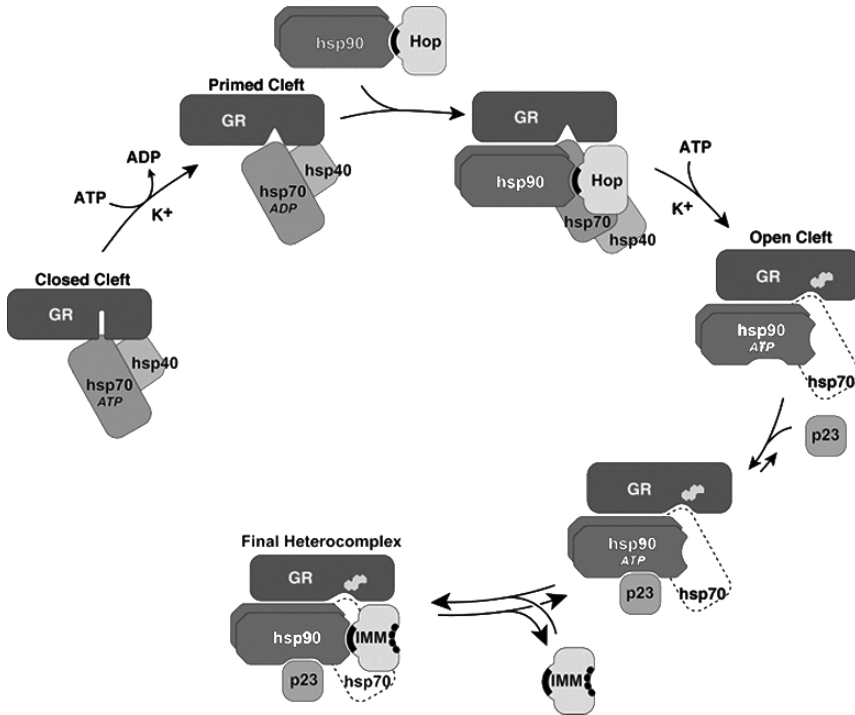 hsp90
Hop
Primed Cleft
GR
hsp70
ADP
hsp40
ADP
ATP
K+
Closed Cleft
GR
hsp70
ATP
hsp40
GR
hsp90
Hop
hsp70
hsp40
ATP
K+
Open Cleft
GR
hsp90
ATP
hsp70
p23
GR
hsp90
ATP
p23
hsp70
Final Heterocomplex
GR
hsp90
IMM
p23
hsp70
IMM